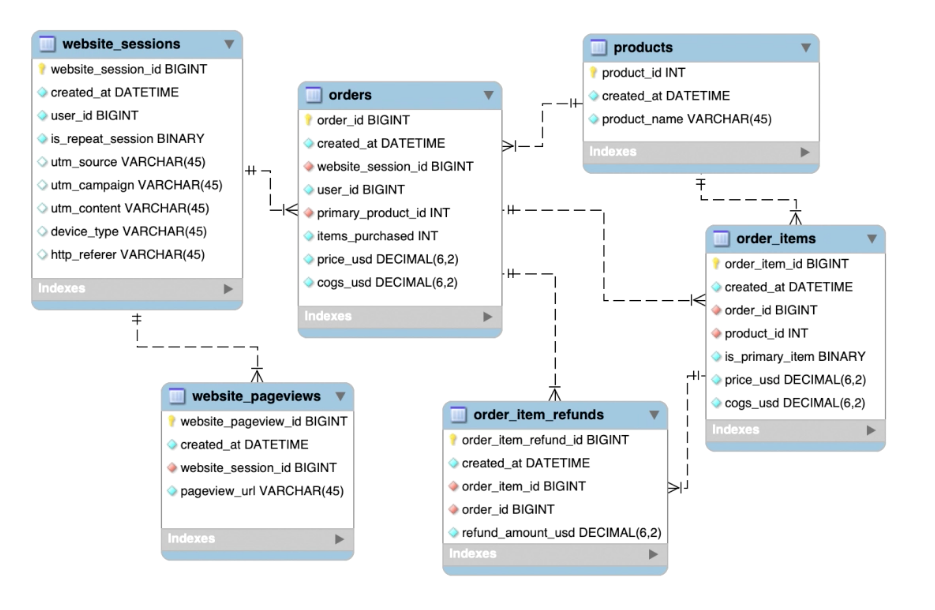 website_sessions
website_session_id BIGINT
created_at DATETIME
user_id BIGINT
is_repeat_session BINARY
utm_source VARCHAR(45)
utm_campaign VARCHAR(45)
utm_content VARCHAR(45)
device_type VARCHAR(45)
http_referer VARCHAR(45)
Indexes
orders
order_id BIGINT
created_at DATETIME
website_session_id BIGINT
user_id BIGINT
primary_product_id INT
items_purchased INT
price_usd DECIMAL(6,2)
cogs_usd DECIMAL(6,2)
Indexes
products
product_id INT
created_at DATETIME
product_name VARCHAR(45)
Indexes
order_items
order_item_id BIGINT
created_at DATETIME
order_id BIGINT
product_id INT
is_primary_item BINARY
price_usd DECIMAL(6,2)
cogs_usd DECIMAL(6,2)
Indexes
website_pageviews
website_pageview_id BIGINT
created_at DATETIME
website_session_id BIGINT
pageview_url VARCHAR(45)
Indexes
order_item_refunds
order_item_refund_id BIGINT
created_at DATETIME
order_item_id BIGINT
order_id BIGINT
refund_amount_usd DECIMAL(6,2)
Indexes